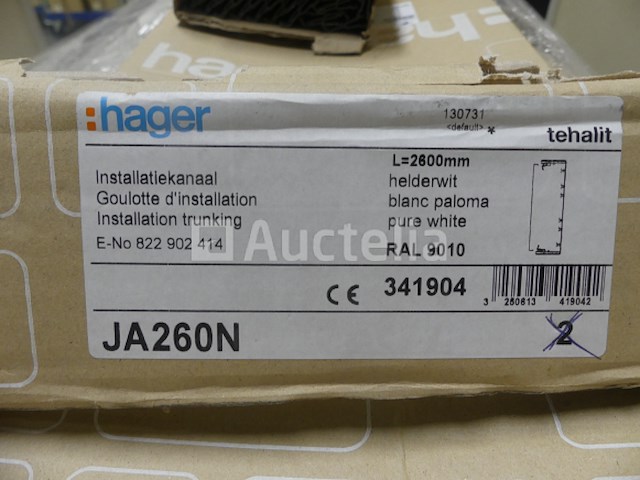 hager
:hager
130731
<default> *
tehalit
L=2600mm
Installatiekanaal
helderwit
Goulotte d'installation
blanc paloma
Installation trunking
pure white
E-No 822 902 414
RAL 9010
Auctelia
CE
341904
3 250613 419042
JA260N
2